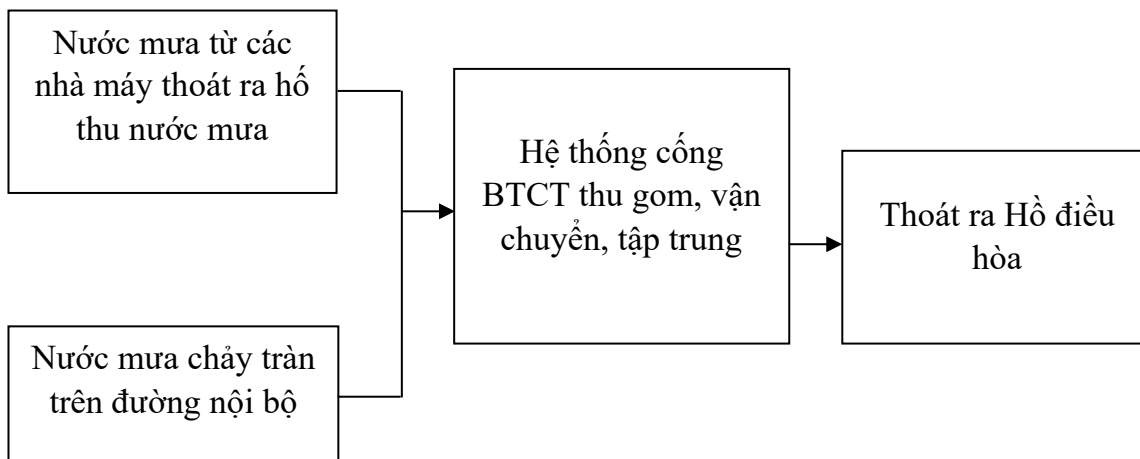 Nước mưa từ các
nhà máy thoát ra hố
thu nước mưa
Nước mưa chảy tràn
trên đường nội bộ
Hệ thống cống
BTCT thu gom, vận
chuyển, tập trung
Thoát ra Hồ điều
hòa